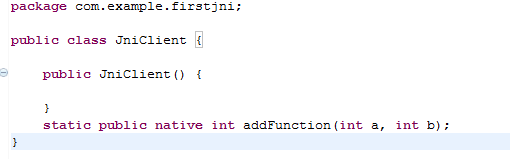 package com.example.firstjni;
public class JniClient {
public JniClient() {
}
static public native int addFunction(int a, int b);
}